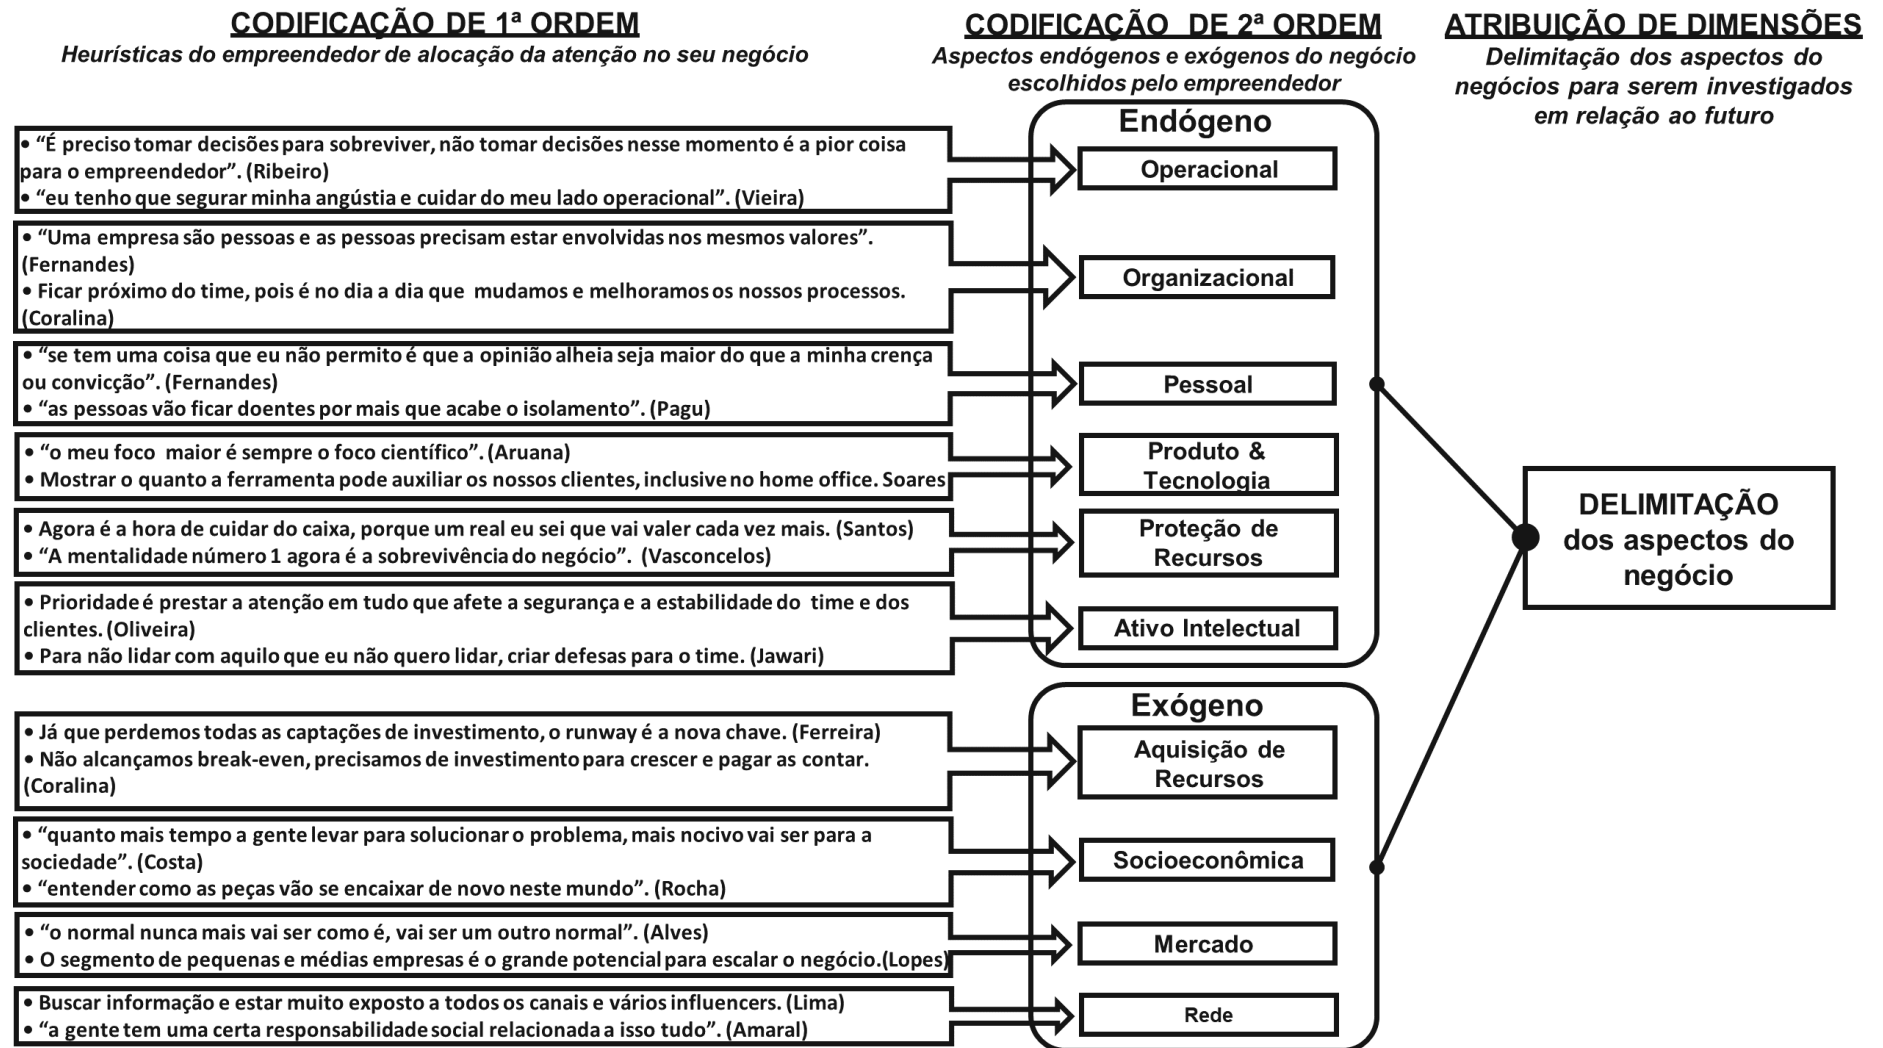 CODIFICAÇÃO DE 1ª ORDEM
Heurísticas do empreendedor de alocação da atenção no seu negócio
CODIFICAÇÃO DE 2ª ORDEM
Aspectos endógenos e exógenos do negócio
escolhidos pelo empreendedor
ATRIBUIÇÃO DE DIMENSÕES
Delimitação dos aspectos do
negócios para serem investigados
em relação ao futuro
Endógeno
• “É preciso tomar decisões para sobreviver, não tomar decisões nesse momento é a pior coisa
para o empreendedor”. (Ribeiro)
• “eu tenho que segurar minha angústia e cuidar do meu lado operacional”. (Vieira)
Operacional
• “Uma empresa são pessoas e as pessoas precisam estar envolvidas nos mesmos valores”.
(Fernandes)
• Ficar próximo do time, pois é no dia a dia que mudamos e melhoramos os nossos processos.
(Coralina)
Organizacional
• “se tem uma coisa que eu não permito é que a opinião alheia seja maior do que a minha crença
ou convicção”. (Fernandes)
• “as pessoas vão ficar doentes por mais que acabe o isolamento”. (Pagu)
Pessoal
• “o meu foco maior é sempre o foco científico”. (Aruana)
• Mostrar o quanto a ferramenta pode auxiliar os nossos clientes, inclusive no home office. Soares
Produto &
Tecnologia
• Agora é a hora de cuidar do caixa, porque um real eu sei que vai valer cada vez mais. (Santos)
• “A mentalidade número 1 agora é a sobrevivência do negócio”. (Vasconcelos)
Proteção de
Recursos
• Prioridade é prestar a atenção em tudo que afete a segurança e a estabilidade do time e dos
clientes. (Oliveira)
• Para não lidar com aquilo que eu não quero lidar, criar defesas para o time. (Jawari)
Ativo Intelectual
DELIMITAÇÃO
dos aspectos do
negócio
Exógeno
• Já que perdemos todas as captações de investimento, o runway é a nova chave. (Ferreira)
• Não alcançamos break-even, precisamos de investimento para crescer e pagar as contar.
(Coralina)
Aquisição de
Recursos
• “quanto mais tempo a gente levar para solucionar o problema, mais nocivo vai ser para a
sociedade”. (Costa)
• “entender como as peças vão se encaixar de novo neste mundo”. (Rocha)
Socioeconômica
• “o normal nunca mais vai ser como é, vai ser um outro normal”. (Alves)
• O segmento de pequenas e médias empresas é o grande potencial para escalar o negócio.(Lopes)
Mercado
• Buscar informação e estar muito exposto a todos os canais e vários influencers. (Lima)
• “a gente tem uma certa responsabilidade social relacionada a isso tudo”. (Amaral)
Rede